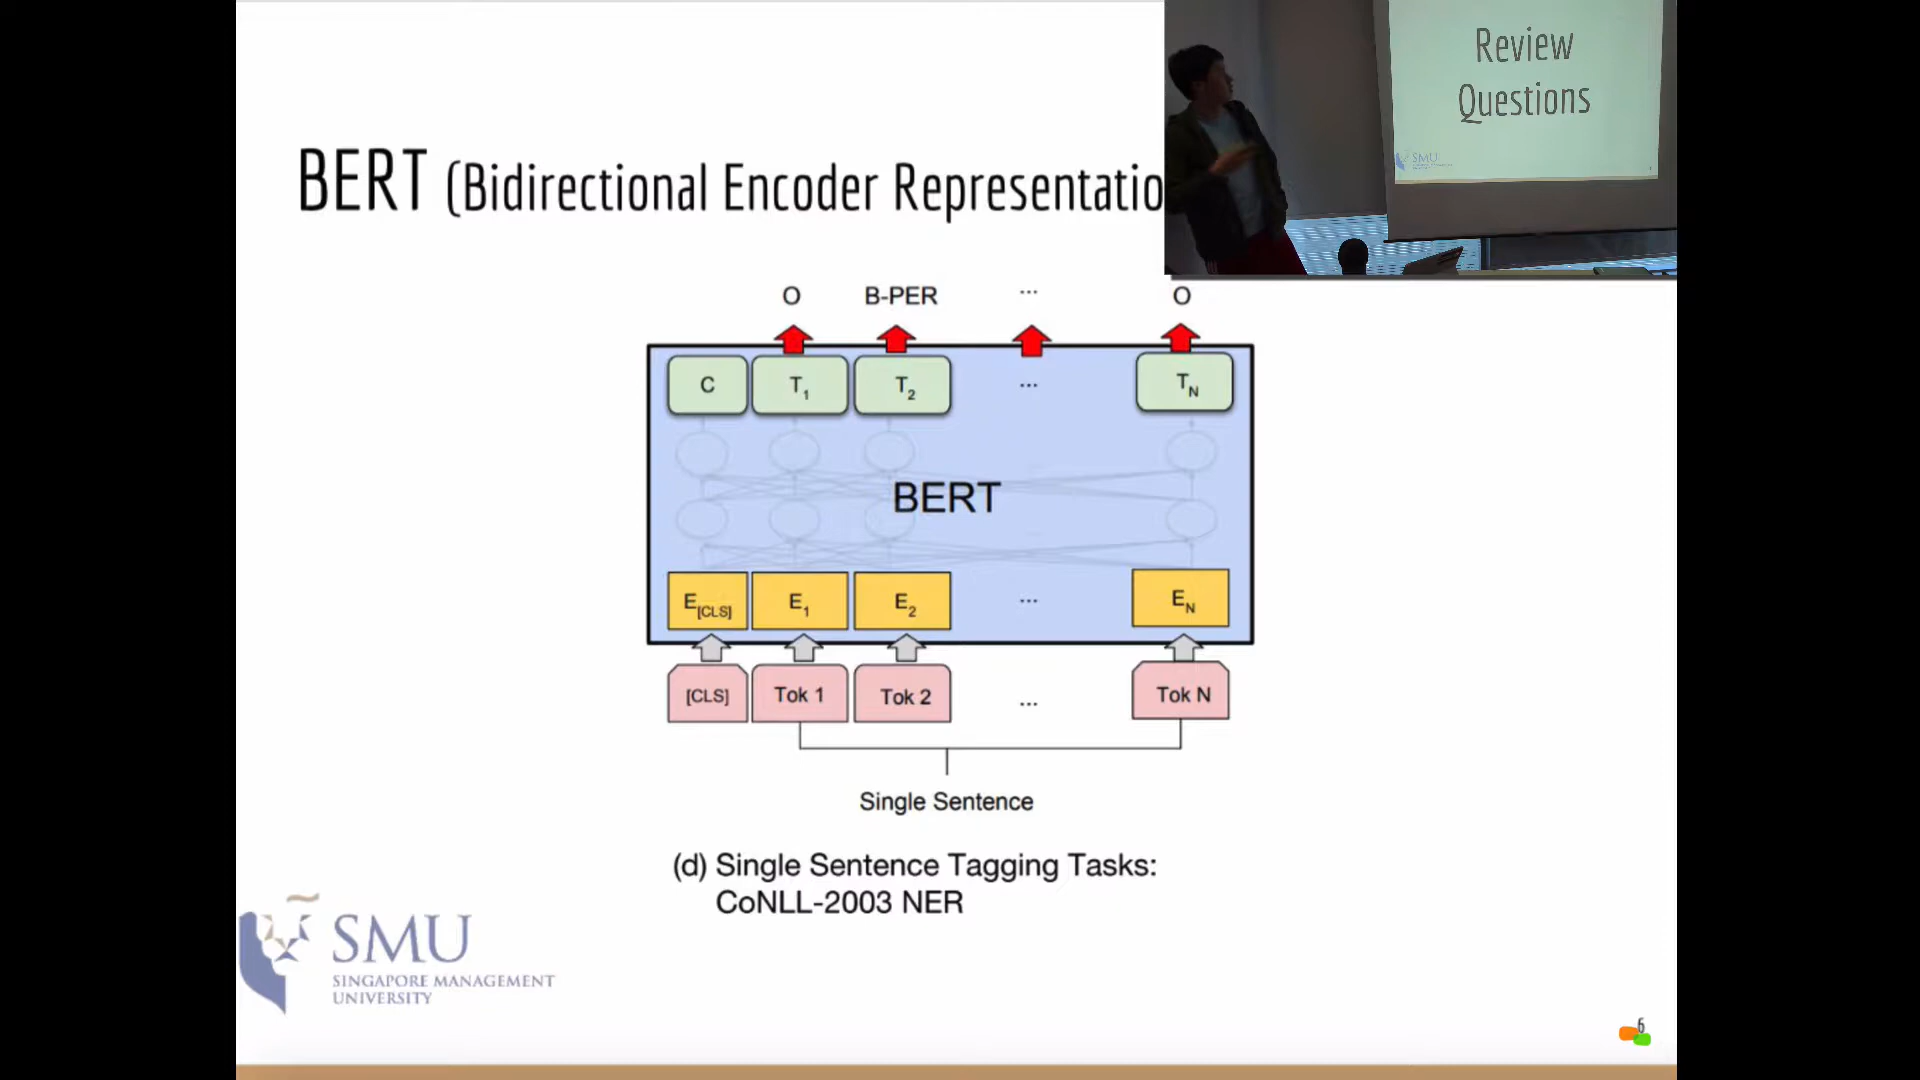 Review
Questions
SMU
BERT (Bidirectional Encoder Representatio
O B-PER ... O
C T1 T2 ... TN
BERT
E[CLS] E1 E2 ... EN
[CLS] Tok 1 Tok 2 ... Tok N
Single Sentence
(d) Single Sentence Tagging Tasks:
CoNLL-2003 NER
SMU
SINGAPORE MANAGEMENT
UNIVERSITY
6